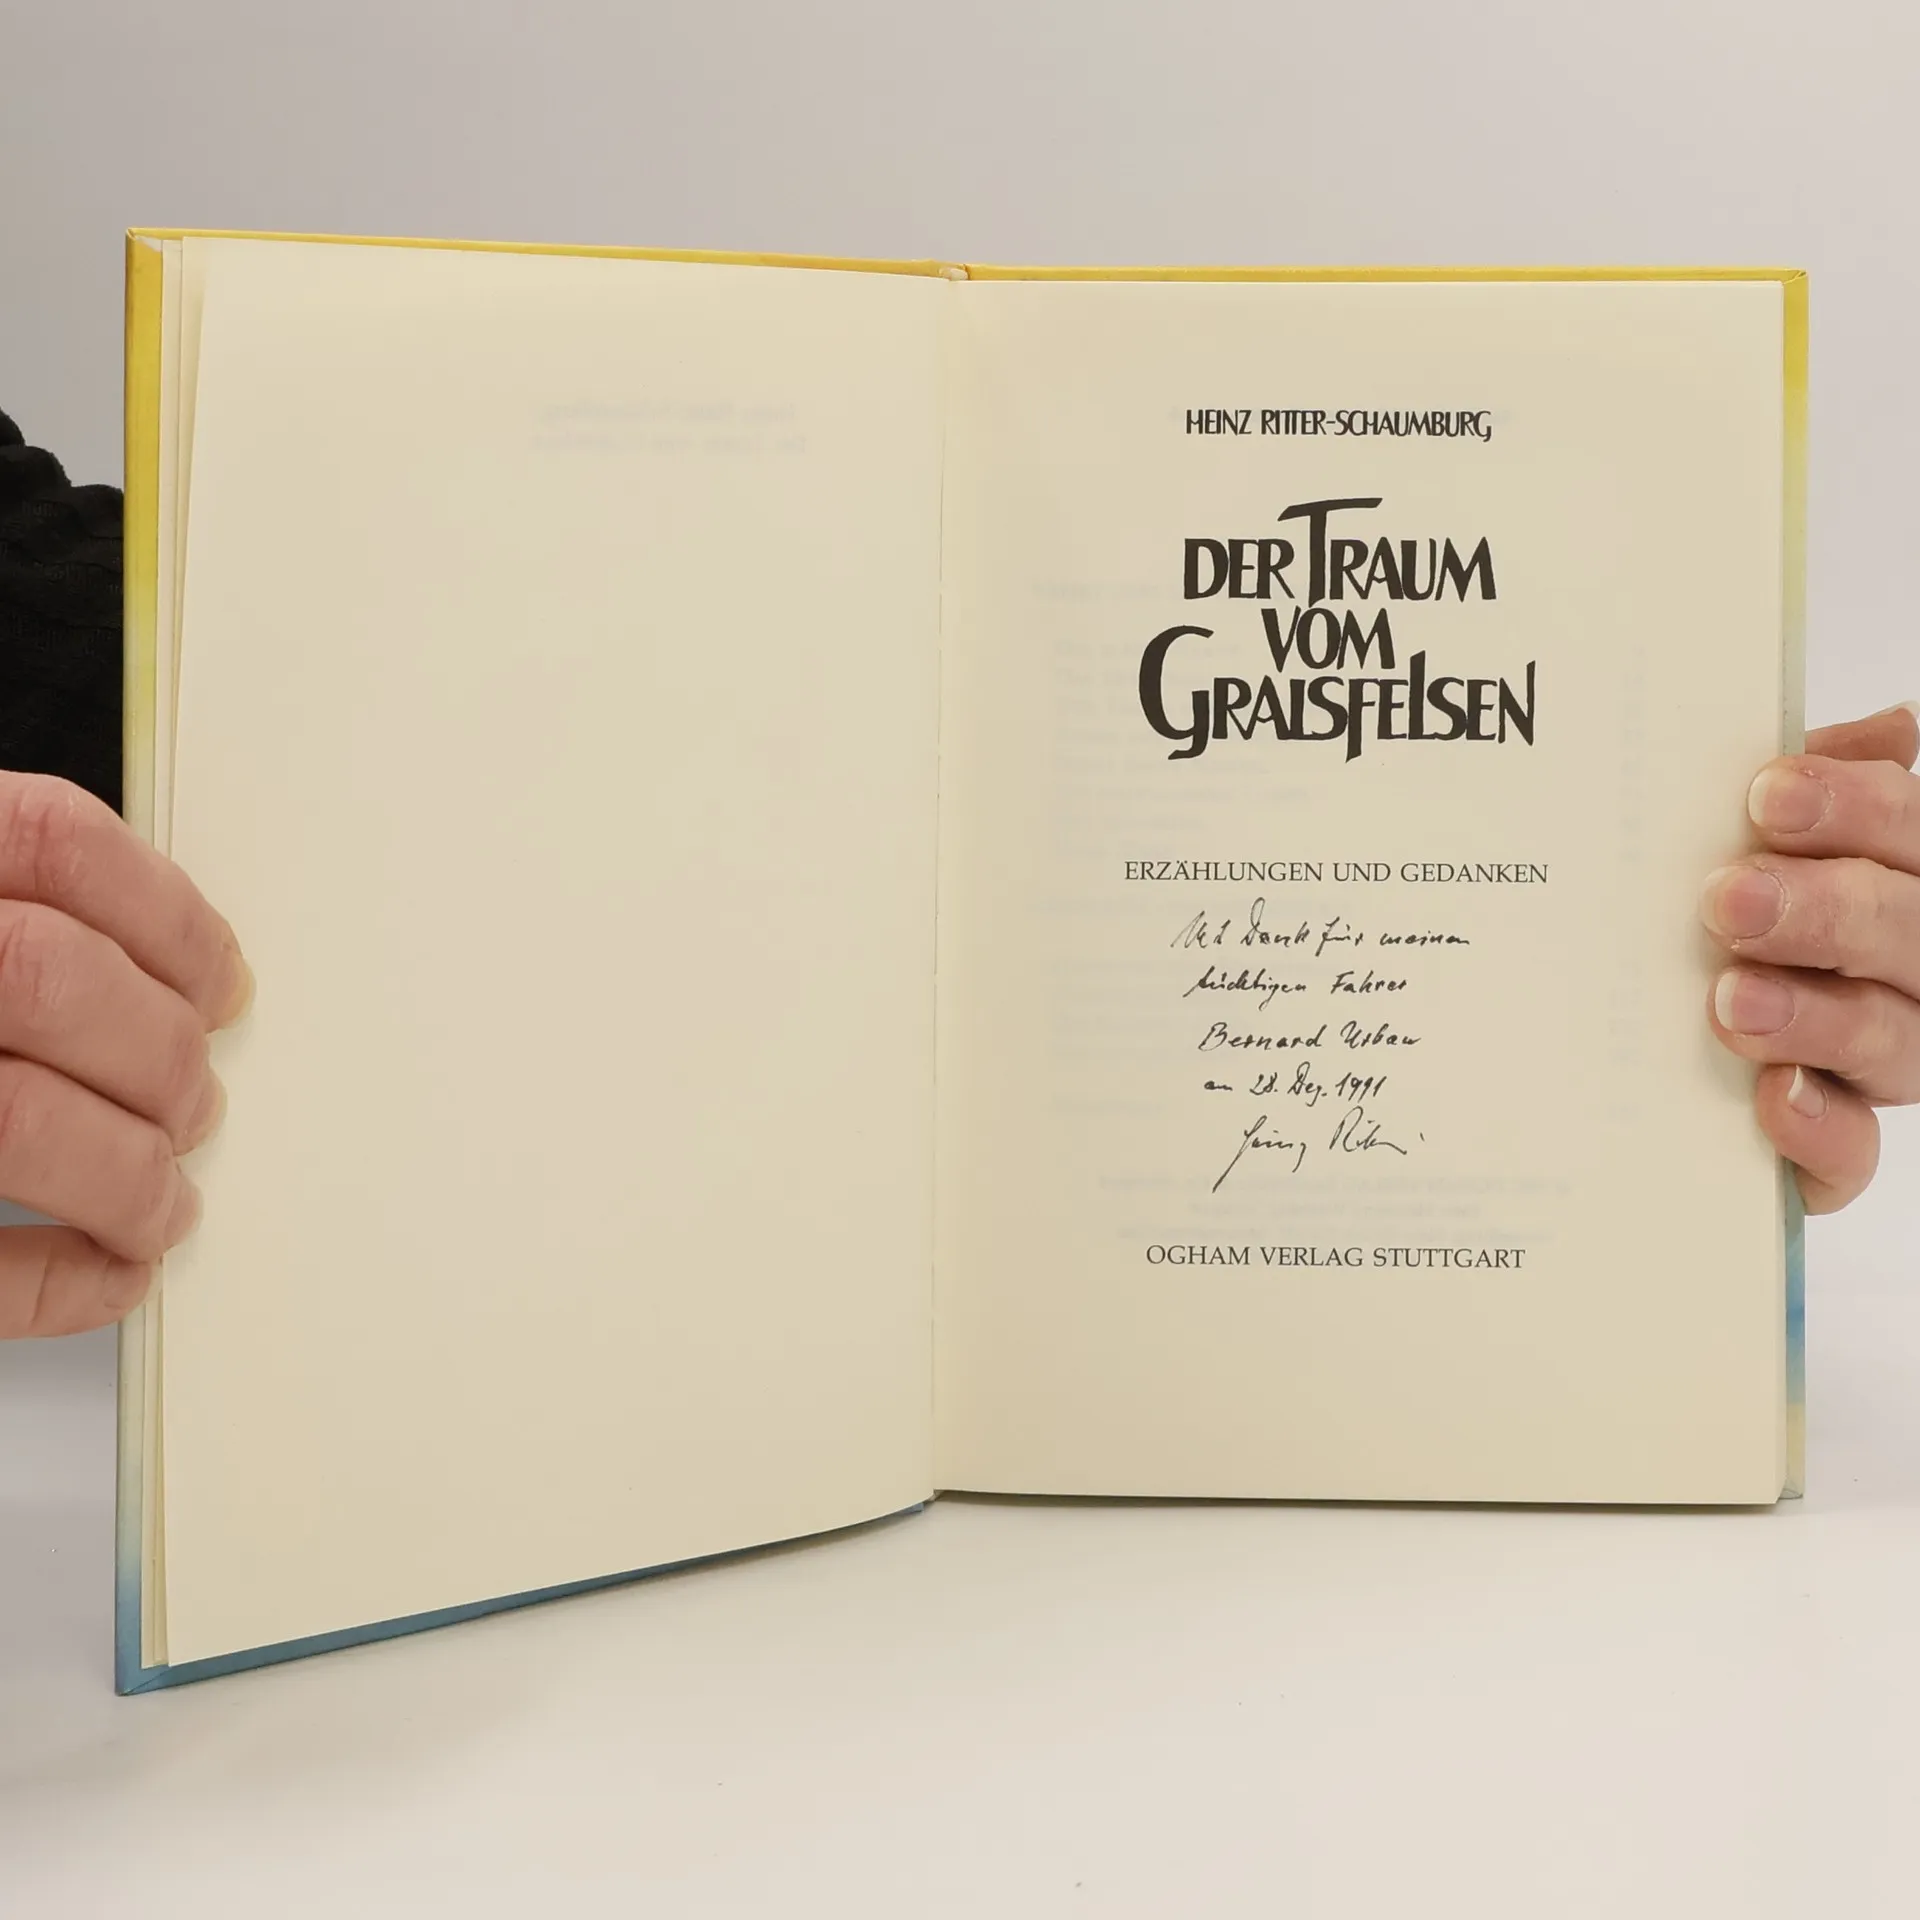 HEINZ RITTER-SCHAUMBURG
DER TRAUM
VOM
GRALSFELSEN
ERZÄHLUNGEN UND GEDANKEN
Mit Dank für meinen
tüchtigen Fahrer
Bernard Urban
am 28. Dez. 1991
Heinz Ritter
OGHAM VERLAG STUTTGART